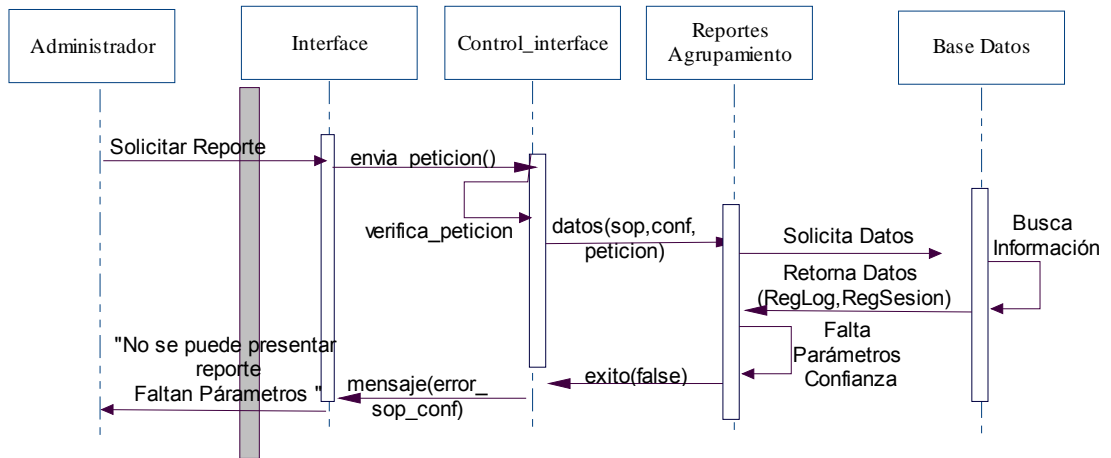 Administrador
Interface
Control_interface
Reportes
Agrupamiento
Base Datos
Solicitar Reporte
envia_peticion()
verifica_peticion
datos(sop,conf,
peticion)
Solicita Datos
Busca
Información
Retorna Datos
(RegLog,RegSesion)
Falta
Parámetros
Confianza
exito(false)
mensaje(error_
sop_conf)
"No se puede presentar
reporte
Faltan Párametros "